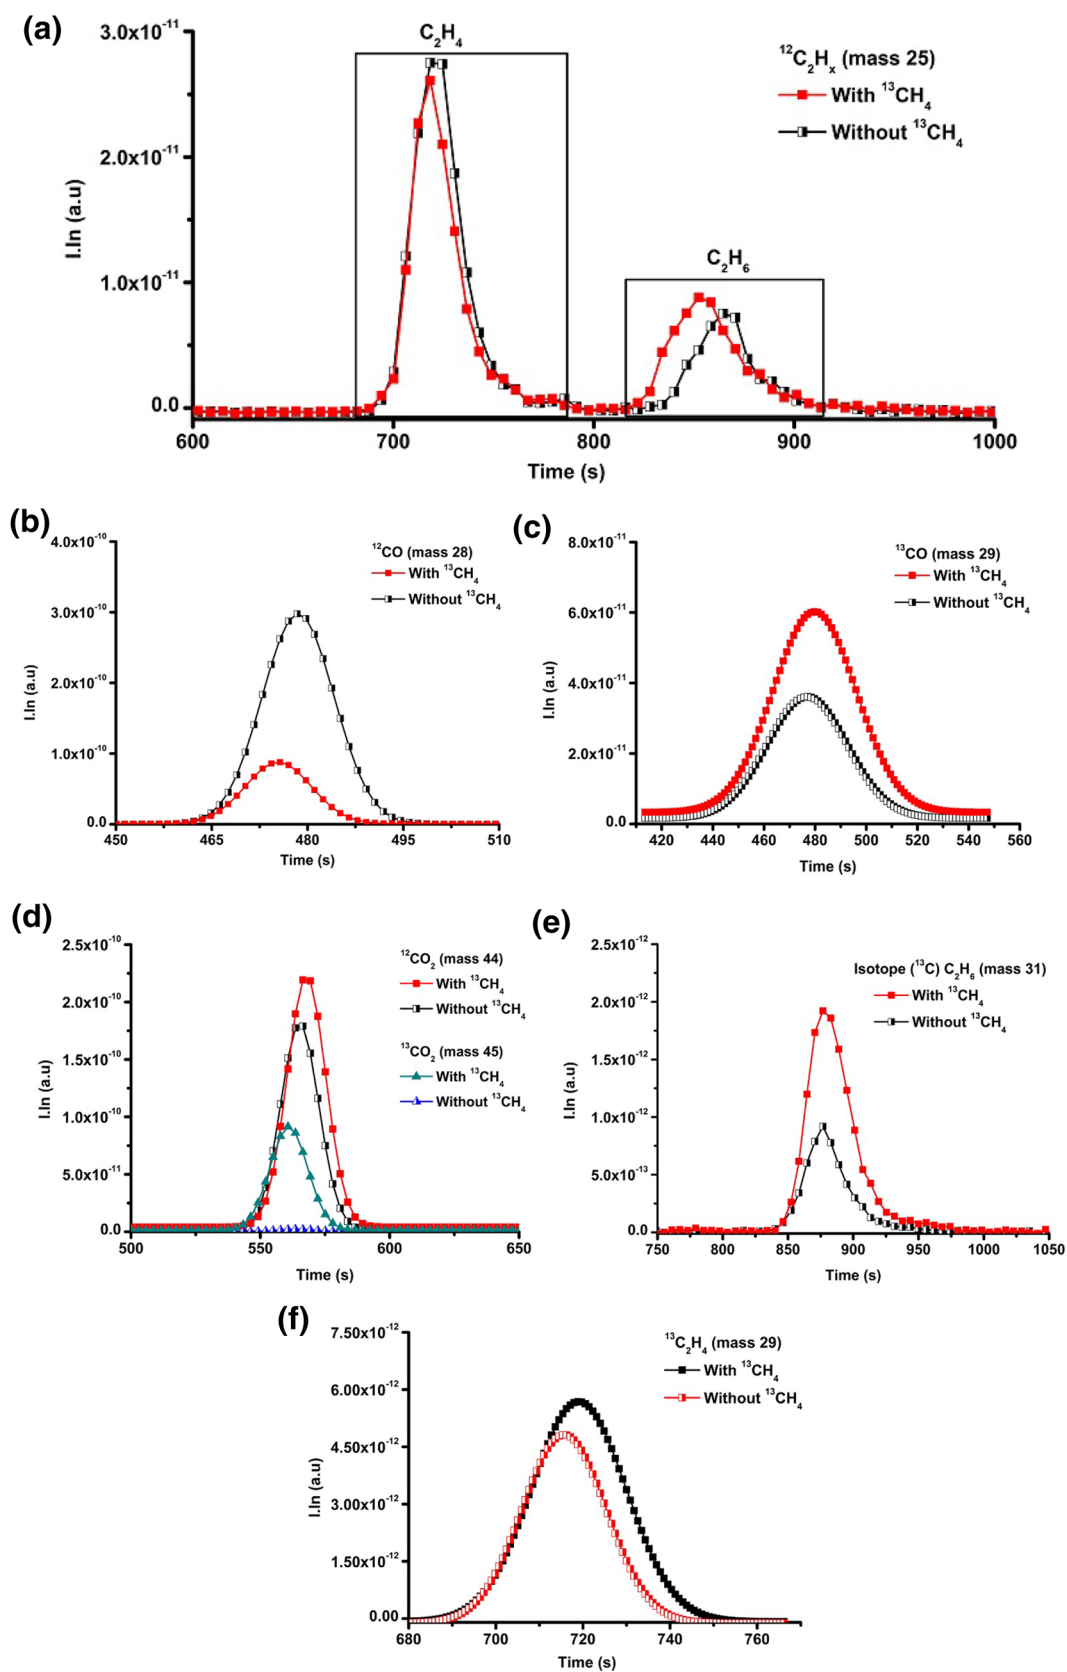 (a)
C₂H₄
¹²C₂Hₓ (mass 25)
With ¹³CH₄
Without ¹³CH₄
C₂H₆
I.In (a.u)
3.0x10⁻¹¹
2.0x10⁻¹¹
1.0x10⁻¹¹
0.0
600 700 800 900 1000
Time (s)
(b)
¹²CO (mass 28)
With ¹³CH₄
Without ¹³CH₄
I.In (a.u)
4.0x10⁻¹⁰
3.0x10⁻¹⁰
2.0x10⁻¹⁰
1.0x10⁻¹⁰
0.0
450 465 480 495 510
Time (s)
(c)
¹³CO (mass 29)
With ¹³CH₄
Without ¹³CH₄
I.In (a.u)
8.0x10⁻¹¹
6.0x10⁻¹¹
4.0x10⁻¹¹
2.0x10⁻¹¹
0.0
420 440 460 480 500 520 540 560
Time (s)
(d)
¹²CO₂ (mass 44)
With ¹³CH₄
Without ¹³CH₄
¹³CO₂ (mass 45)
With ¹³CH₄
Without ¹³CH₄
I.In (a.u)
2.5x10⁻¹⁰
2.0x10⁻¹⁰
1.5x10⁻¹⁰
1.0x10⁻¹⁰
5.0x10⁻¹¹
0.0
500 550 600 650
Time (s)
(e)
Isotope (¹³C) C₂H₆ (mass 31)
With ¹³CH₄
Without ¹³CH₄
I.In (a.u)
2.5x10⁻¹²
2.0x10⁻¹²
1.5x10⁻¹²
1.0x10⁻¹²
5.0x10⁻¹³
0.0
750 800 850 900 950 1000 1050
Time (s)
(f)
¹³C₂H₄ (mass 29)
With ¹³CH₄
Without ¹³CH₄
I.In (a.u)
7.50x10⁻¹²
6.00x10⁻¹²
4.50x10⁻¹²
3.00x10⁻¹²
1.50x10⁻¹²
0.00
680 700 720 740 760
Time (s)